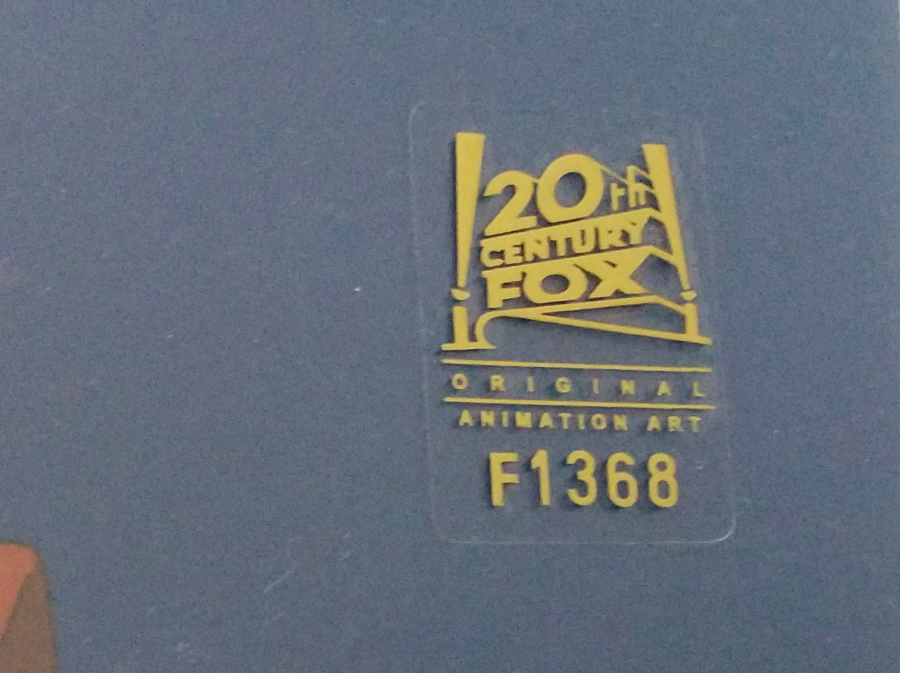 20th
CENTURY
FOX
ORIGINAL
ANIMATION ART
F1368